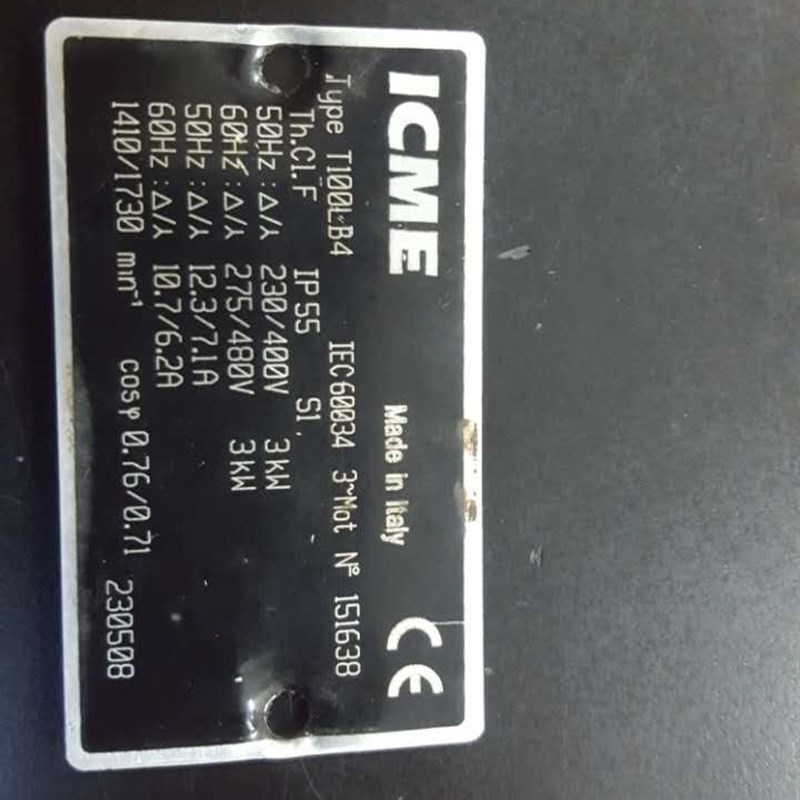 ICME Made in Italy CE
Type T100L-B4 IEC60034 3~Mot Nº 151638
Th.Cl.F IP55 S1,
50Hz:Δ/Y 230/400V 3kW
60Hz:Δ/Y 275/480V 3kW
50Hz:Δ/Y 12.3/7.1A
60Hz:Δ/Y 10.7/6.2A
1410/1730 min⁻¹ cosφ 0.76/0.71 230508